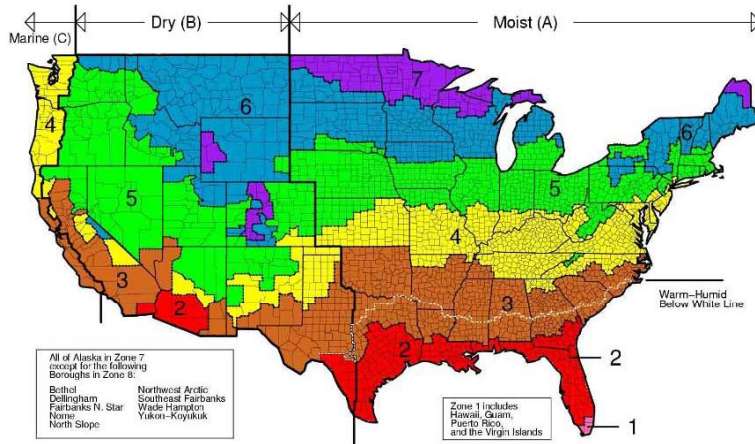 Marine (C)
Dry (B)
Moist (A)
7
6
6
4
5
5
4
3
3
2
2
Warm-Humid
Below White Line
2
1
All of Alaska in Zone 7
except for the following
Boroughs in Zone 8:
Bethel
Dellingham
Fairbanks N. Star
Nome
North Slope
Northwest Arctic
Southeast Fairbanks
Wade Hampton
Yukon-Koyukuk
Zone 1 includes
Hawaii, Guam,
Puerto Rico,
and the Virgin Islands